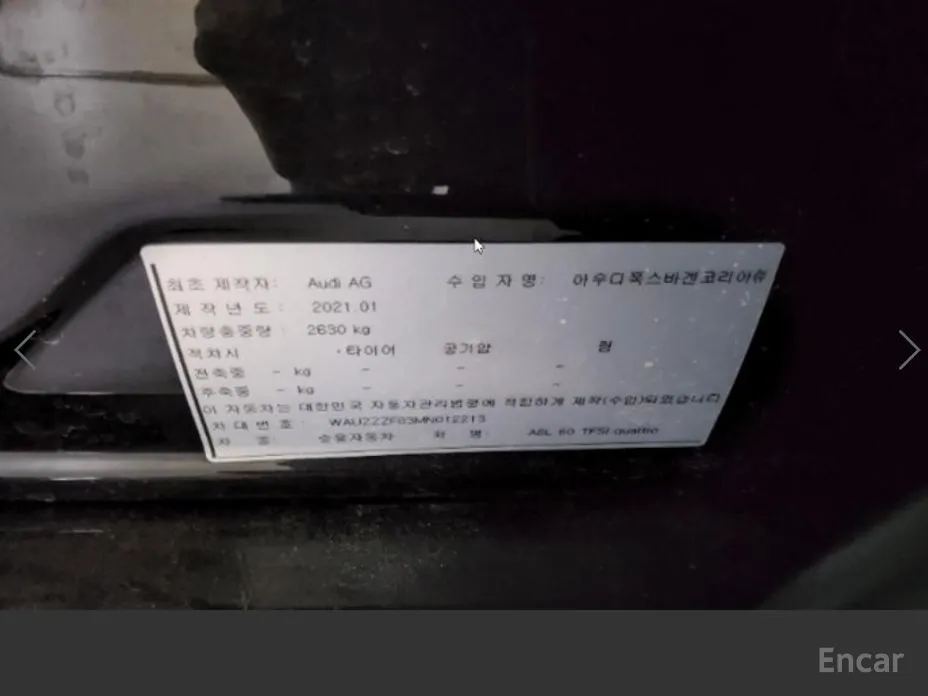 최초 제작자: Audi AG 수 입 자 명: 아우디폭스바겐코리아㈜
제 작 년 도 : 2021.01
차량총중량 : 2630 kg
적차시 ·타이어 공기압 림
전축중 - kg - - -
후축중 - kg - - -
이 자동차는 대한민국 자동차관리법령에 적합하게 제작(수입)되었습니다
차 대 번 호 : WAUZZZF83MN012213
차 종: 승용자동차 차 명: A8L 60 TFSI quattro
Encar